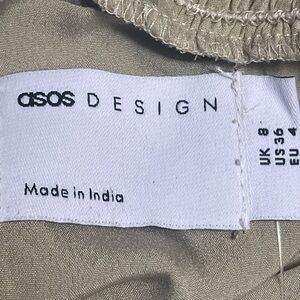 asos DESIGN
Made in India
UK 8
US 36
EU 4